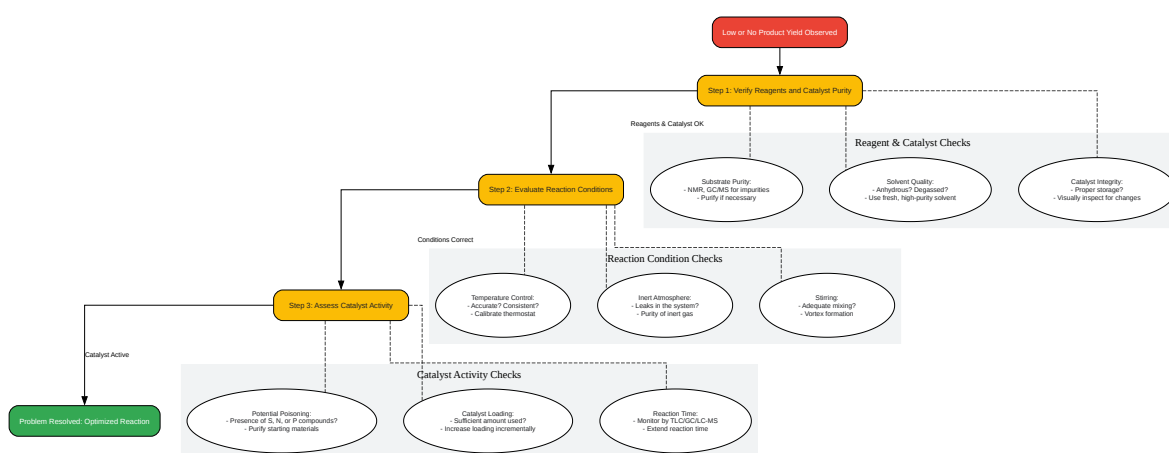 Low or No Product Yield Observed
Step 1: Verify Reagents and Catalyst Purity
Reagents & Catalyst OK
Reagent & Catalyst Checks
Substrate Purity:
- NMR, GC/MS for impurities
- Purify if necessary
Solvent Quality:
- Anhydrous? Degassed?
- Use fresh, high-purity solvent
Catalyst Integrity:
- Proper storage?
- Visually inspect for changes
Step 2: Evaluate Reaction Conditions
Conditions Correct
Reaction Condition Checks
Temperature Control:
- Accurate? Consistent?
- Calibrate thermostat
Inert Atmosphere:
- Leaks in the system?
- Purity of inert gas
Stirring:
- Adequate mixing?
- Vortex formation
Step 3: Assess Catalyst Activity
Catalyst Active
Catalyst Activity Checks
Potential Poisoning:
- Presence of S, N, or P compounds?
- Purify starting materials
Catalyst Loading:
- Sufficient amount used?
- Increase loading incrementally
Reaction Time:
- Monitor by TLC/GC/LC-MS
- Extend reaction time
Problem Resolved: Optimized Reaction